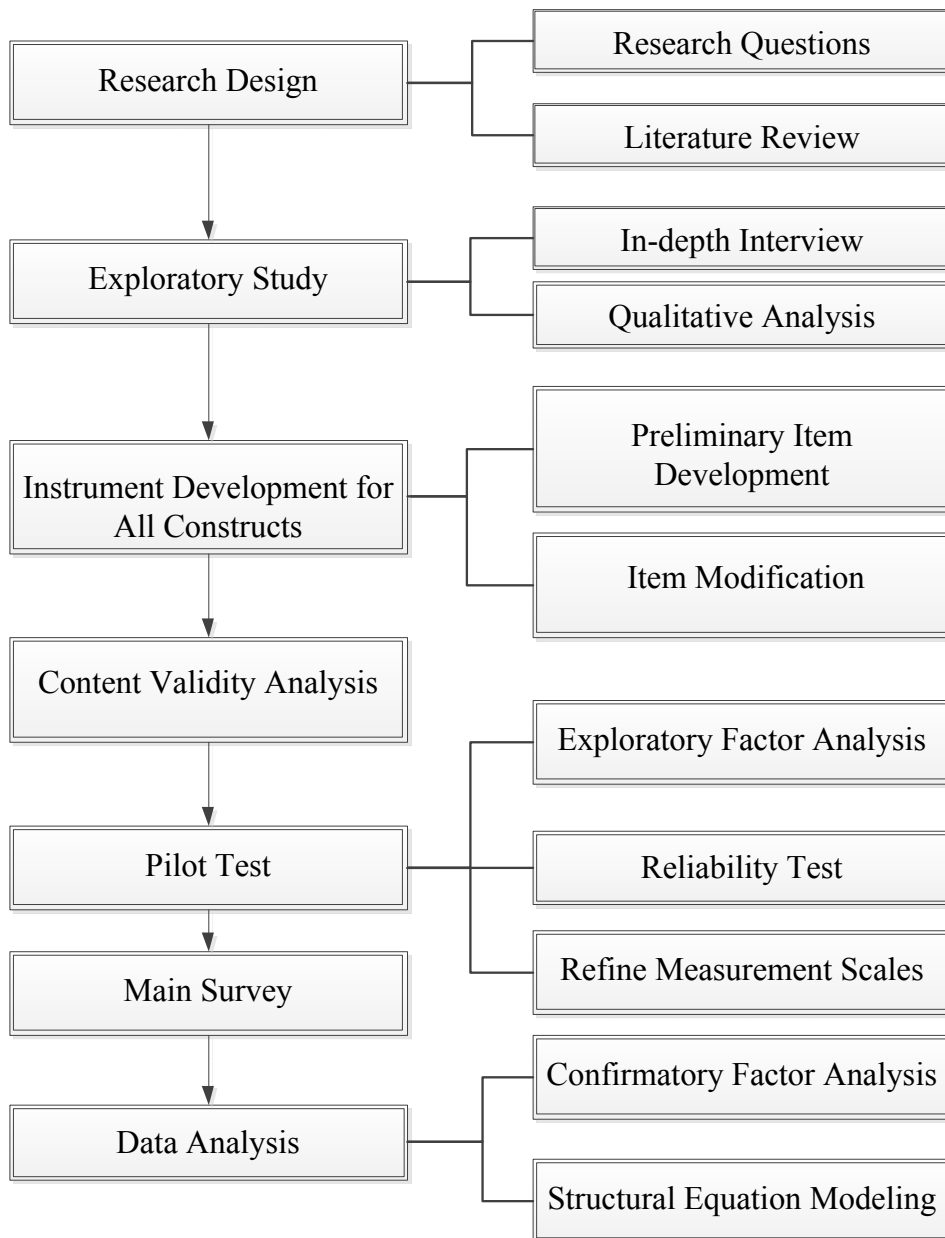 Research Design
Research Questions
Literature Review
Exploratory Study
In-depth Interview
Qualitative Analysis
Instrument Development for
All Constructs
Preliminary Item
Development
Item Modification
Content Validity Analysis
Pilot Test
Exploratory Factor Analysis
Reliability Test
Refine Measurement Scales
Main Survey
Data Analysis
Confirmatory Factor Analysis
Structural Equation Modeling